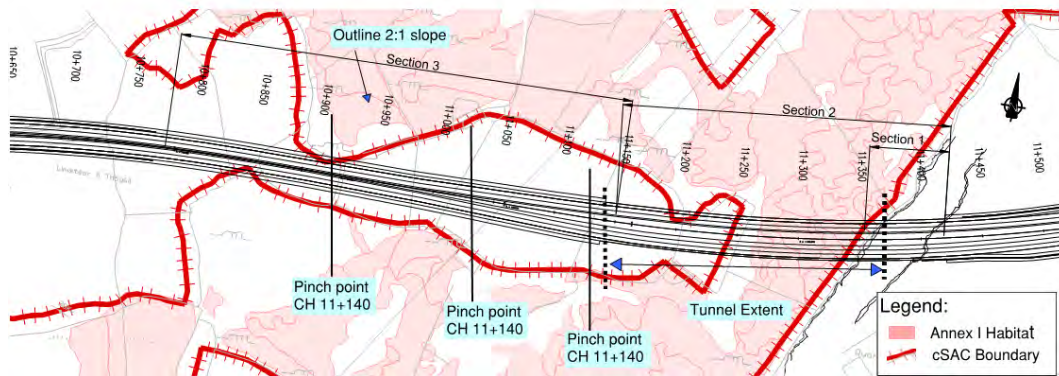 Outline 2:1 slope
Section 3
Section 2
Section 1
10+650
10+700
10+750
10+800
10+850
10+900
10+950
11+000
11+050
11+100
11+150
11+200
11+250
11+300
11+350
11+400
11+450
11+500
Pinch point
CH 11+140
Pinch point
CH 11+140
Pinch point
CH 11+140
Tunnel Extent
Legend:
Annex I Habitat
cSAC Boundary